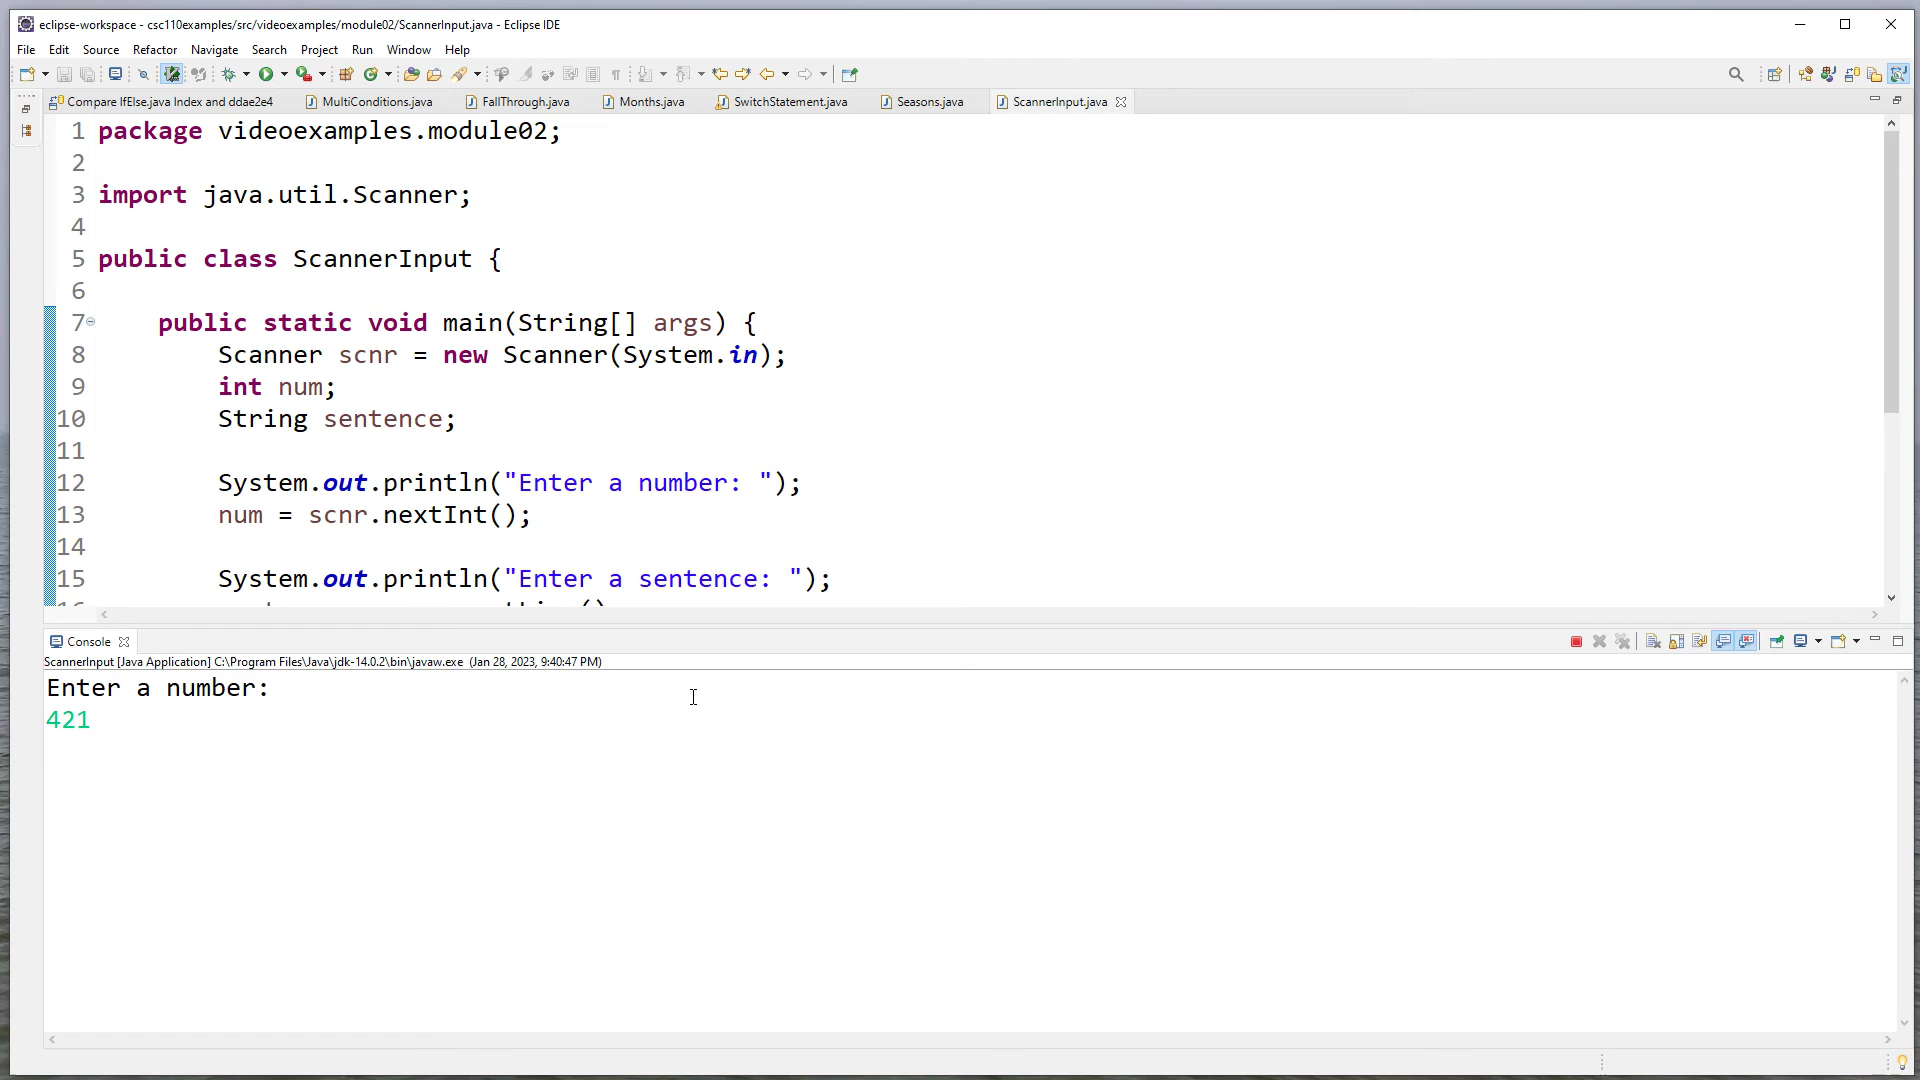 eclipse-workspace - csc110examples/src/videoexamples/module02/ScannerInput.java - Eclipse IDE
File Edit Source Refactor Navigate Search Project Run Window Help
Compare IfElse.java Index and ddae2e4 MultiConditions.java FallThrough.java Months.java SwitchStatement.java Seasons.java ScannerInput.java
1 package videoexamples.module02;
2
3 import java.util.Scanner;
4
5 public class ScannerInput {
6
7 public static void main(String[] args) {
8 Scanner scnr = new Scanner(System.in);
9 int num;
10 String sentence;
11
12 System.out.println("Enter a number: ");
13 num = scnr.nextInt();
14
15 System.out.println("Enter a sentence: ");
Console
ScannerInput [Java Application] C:\Program Files\Java\jdk-14.0.2\bin\javaw.exe (Jan 28, 2023, 9:40:47 PM)
Enter a number:
421